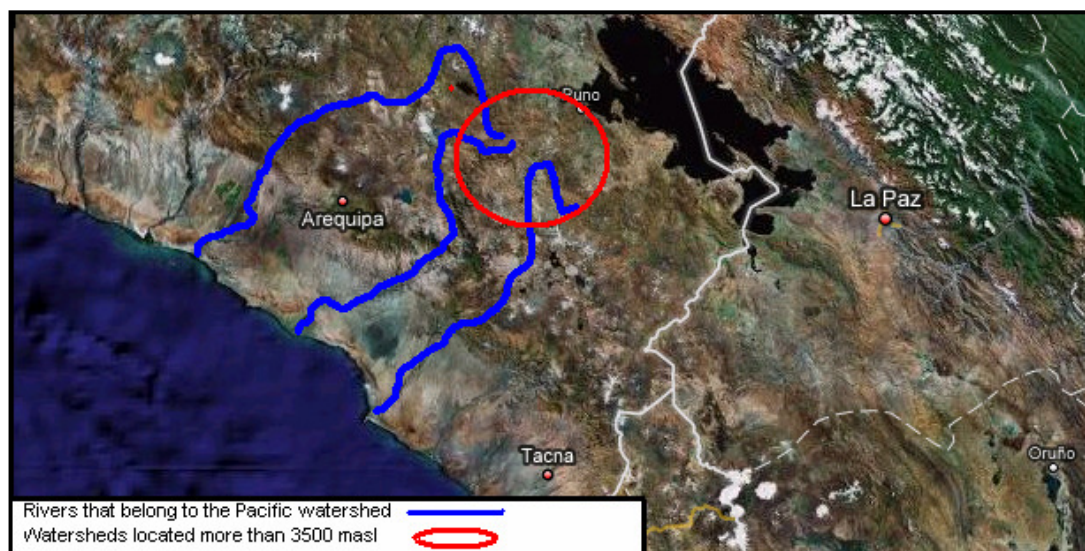 Puno
La Paz
Arequipa
Tacna
Oruño
Rivers that belong to the Pacific watershed
Watersheds located more than 3500 masl